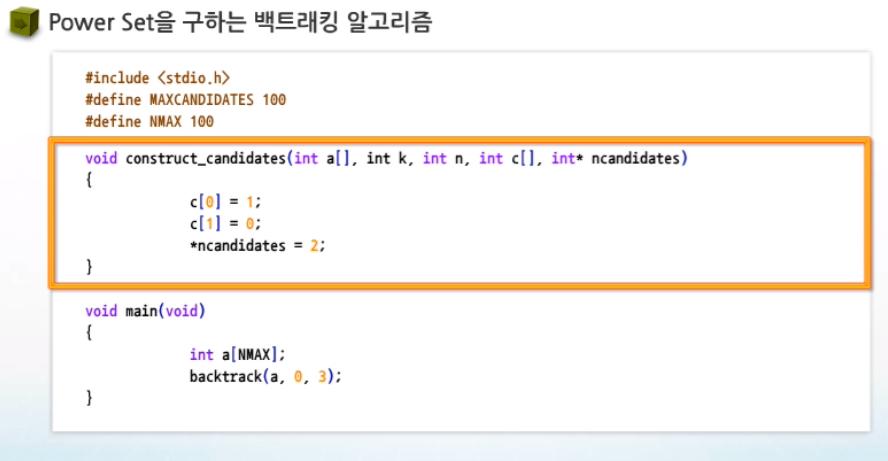 Power Set을 구하는 백트래킹 알고리즘
#include <stdio.h>
#define MAXCANDIDATES 100
#define NMAX 100
void construct_candidates(int a[], int k, int n, int c[], int* ncandidates)
{
c[0] = 1;
c[1] = 0;
*ncandidates = 2;
}
void main(void)
{
int a[NMAX];
backtrack(a, 0, 3);
}